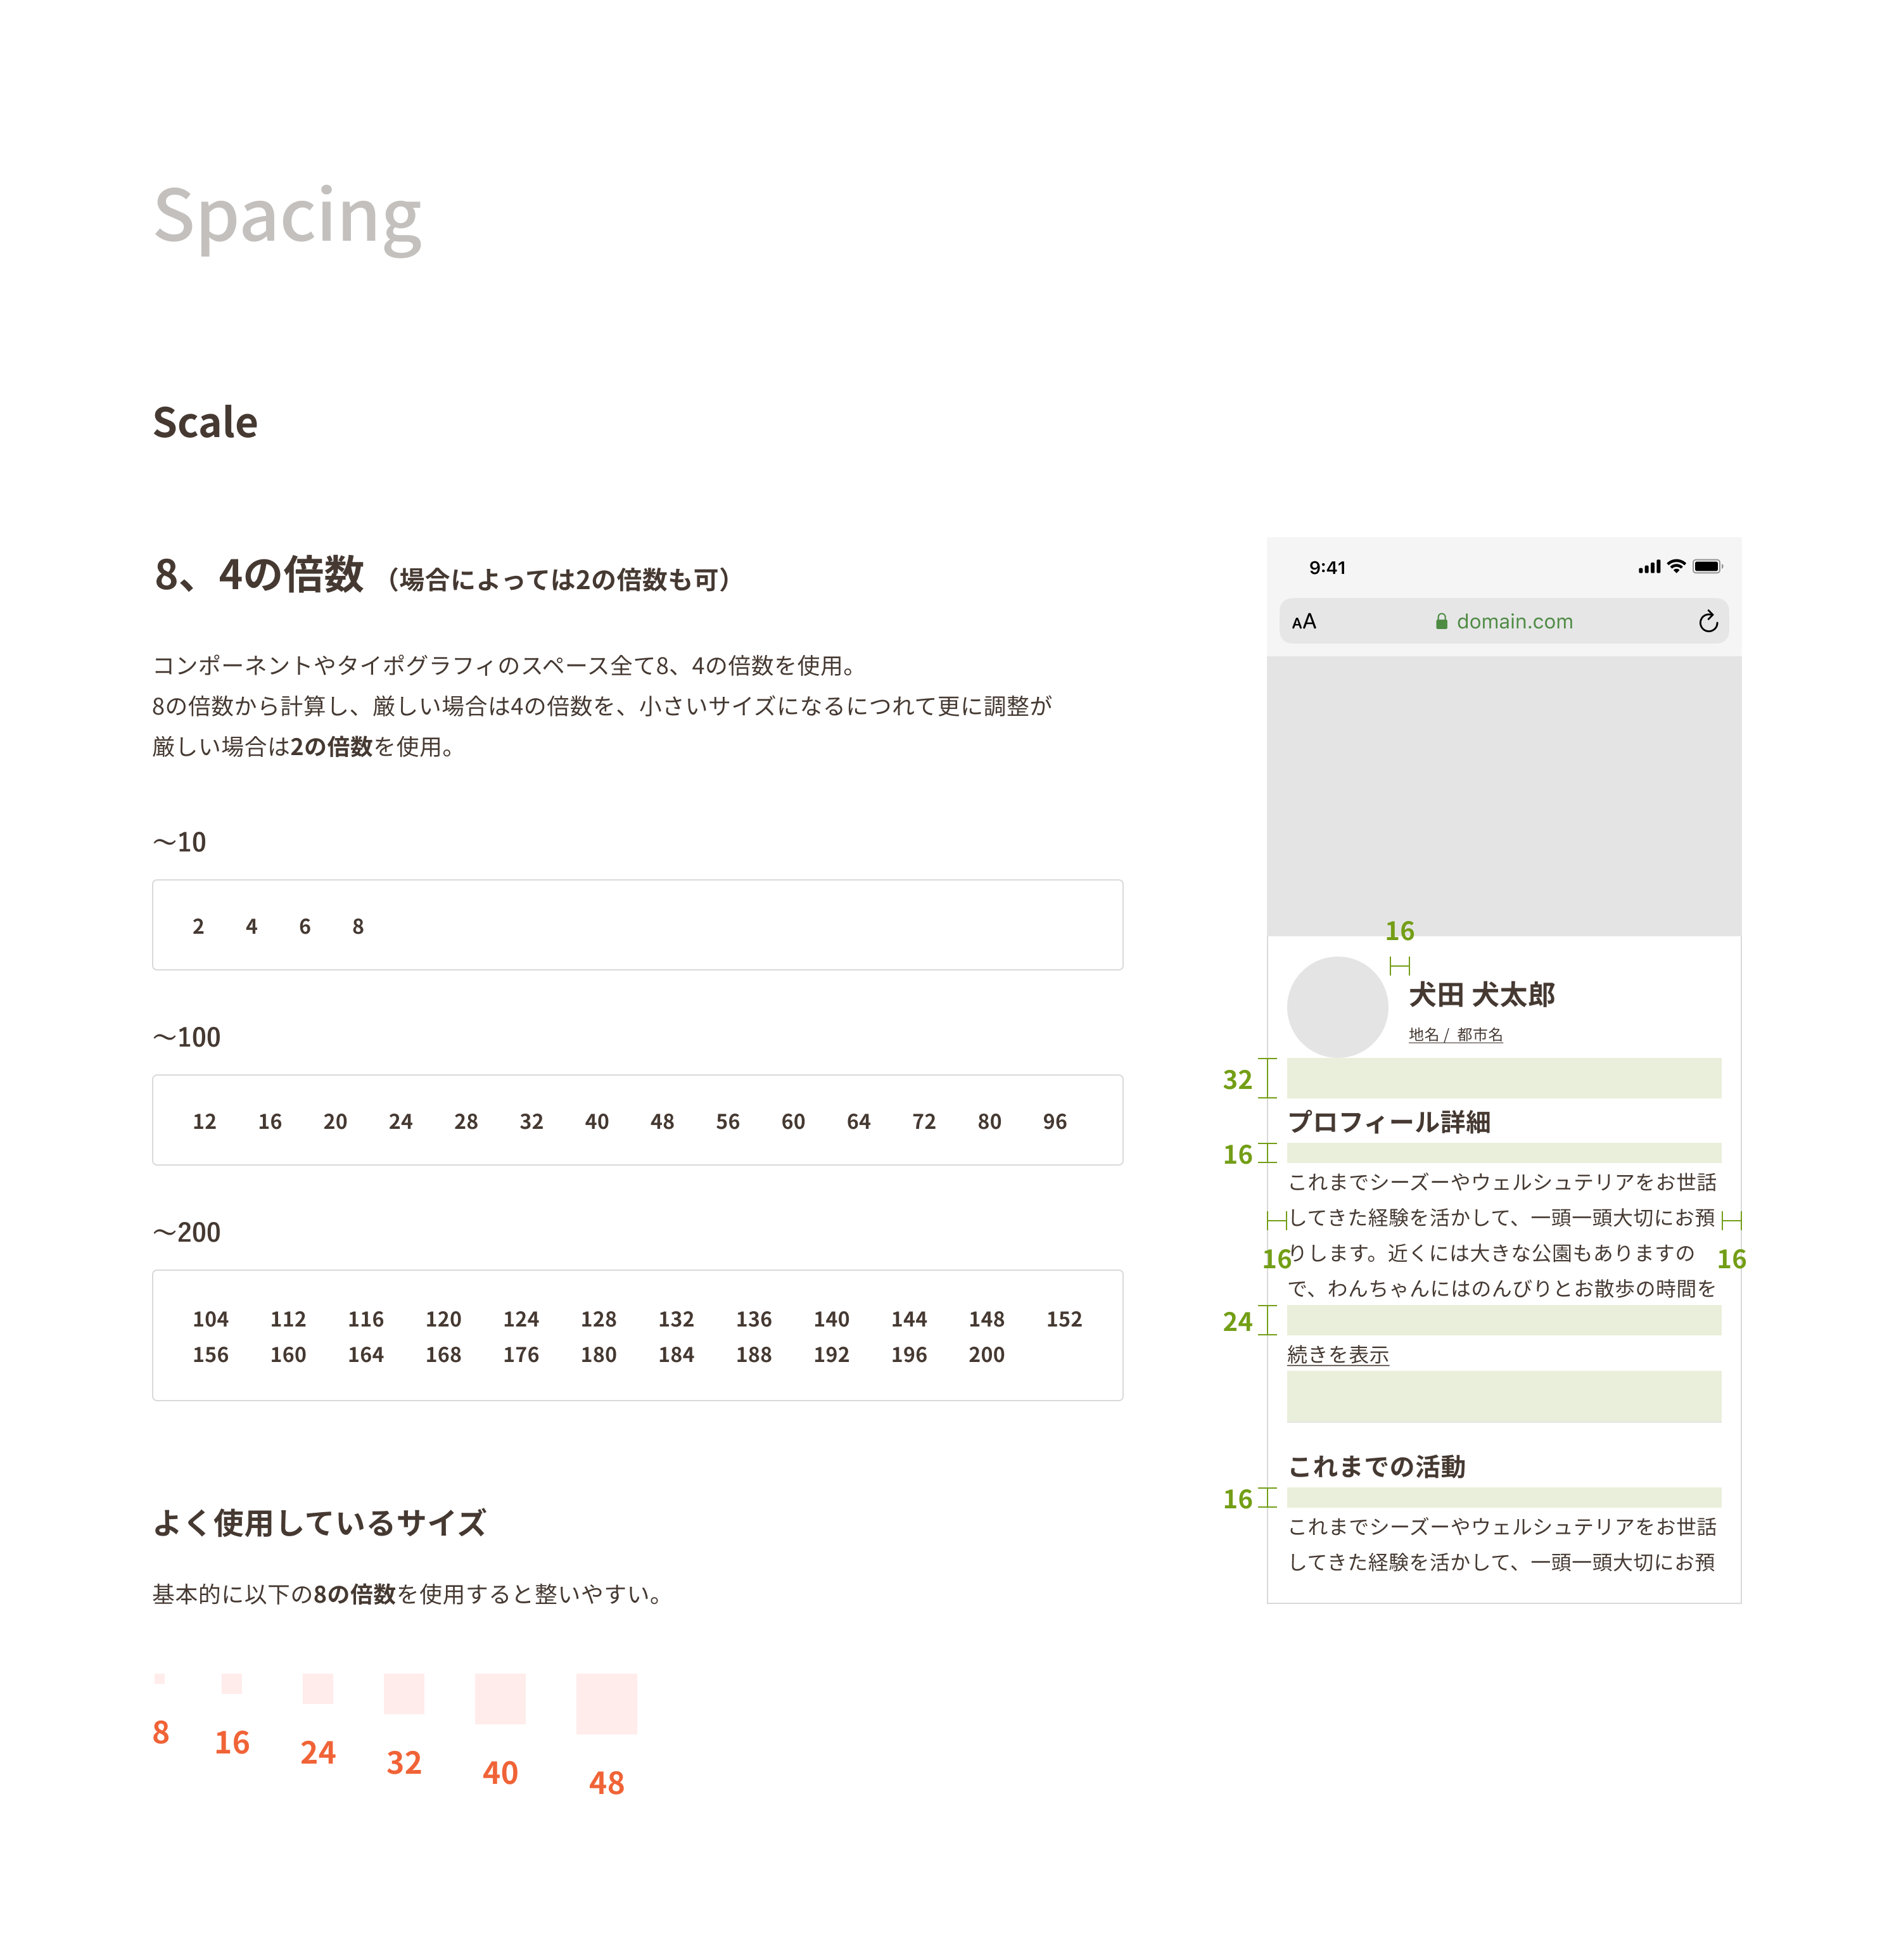 Spacing
Scale
8、4の倍数 （場合によっては2の倍数も可）
コンポーネントやタイポグラフィのスペース全て8、4の倍数を使用。
8の倍数から計算し、厳しい場合は4の倍数を、小さいサイズになるにつれて更に調整が
厳しい場合は2の倍数を使用。
〜10
2 4 6 8
〜100
12 16 20 24 28 32 40 48 56 60 64 72 80 96
〜200
104 112 116 120 124 128 132 136 140 144 148 152
156 160 164 168 176 180 184 188 192 196 200
よく使用しているサイズ
基本的に以下の8の倍数を使用すると整いやすい。
8 16 24 32 40 48
9:41
AA domain.com
16
犬田 犬太郎
地名 / 都市名
32
プロフィール詳細
16
これまでシーズーやウェルシュテリアをお世話
してきた経験を活かして、一頭一頭大切にお預
りします。近くには大きな公園もありますの
16 16
で、わんちゃんにはのんびりとお散歩の時間を
24
続きを表示
これまでの活動
16
これまでシーズーやウェルシュテリアをお世話
してきた経験を活かして、一頭一頭大切にお預